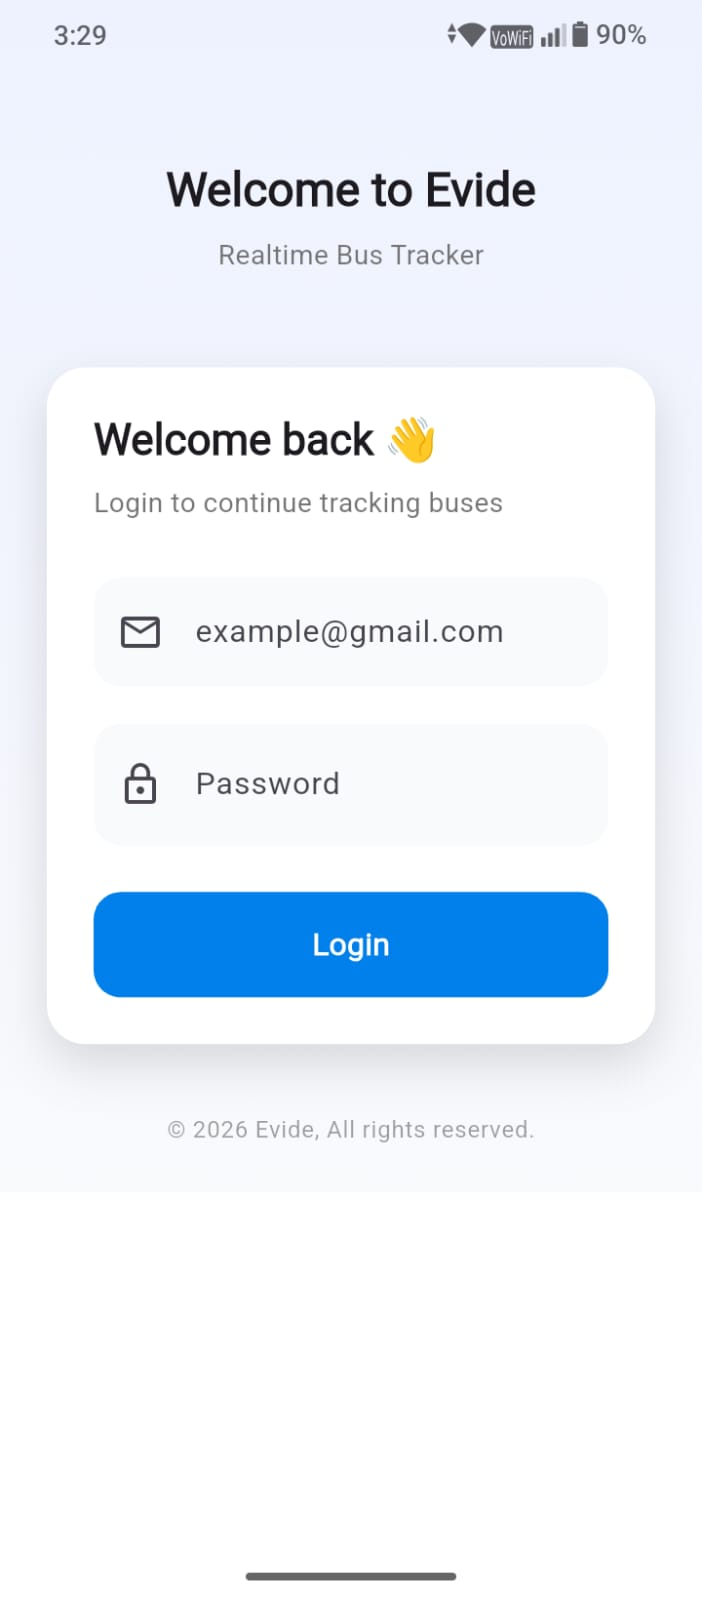 3:29
VoWiFi 90%
Welcome to Evide
Realtime Bus Tracker
Welcome back 👋
Login to continue tracking buses
example@gmail.com
Password
Login
© 2026 Evide, All rights reserved.